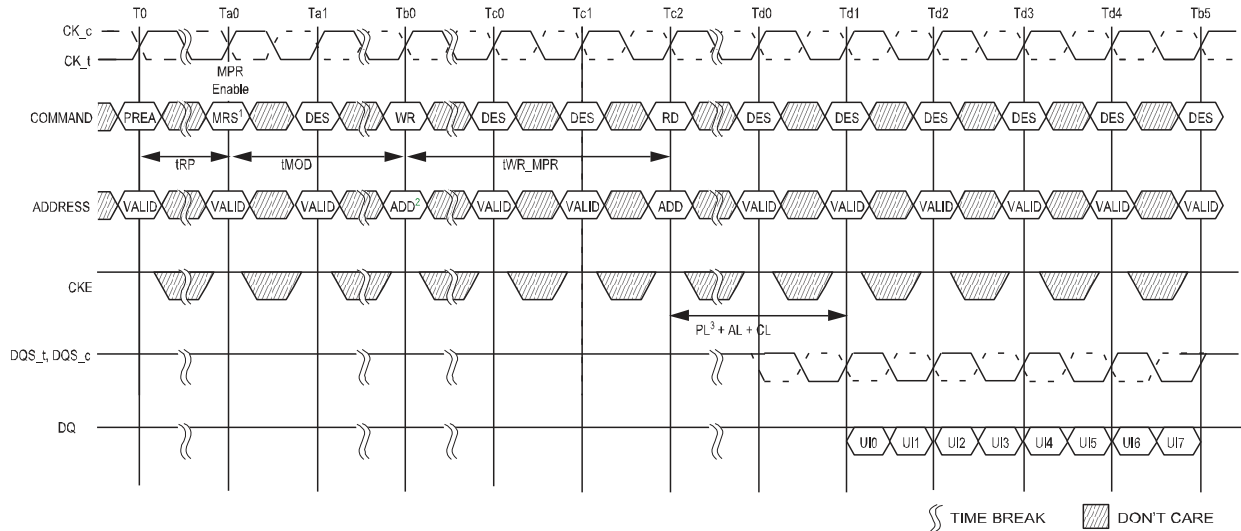 T0 Ta0 Ta1 Tb0 Tc0 Tc1 Tc2 Td0 Td1 Td2 Td3 Td4 Tb5
CK_c
CK_t
MPR
Enable
COMMAND PREA MRS¹ DES WR DES DES RD DES DES DES DES DES DES
tRP tMOD tWR_MPR
ADDRESS VALID VALID VALID ADD² VALID VALID ADD VALID VALID VALID VALID VALID VALID
CKE
PL³ + AL + CL
DQS_t, DQS_c
DQ
UI0 UI1 UI2 UI3 UI4 UI5 UI6 UI7
TIME BREAK DON'T CARE